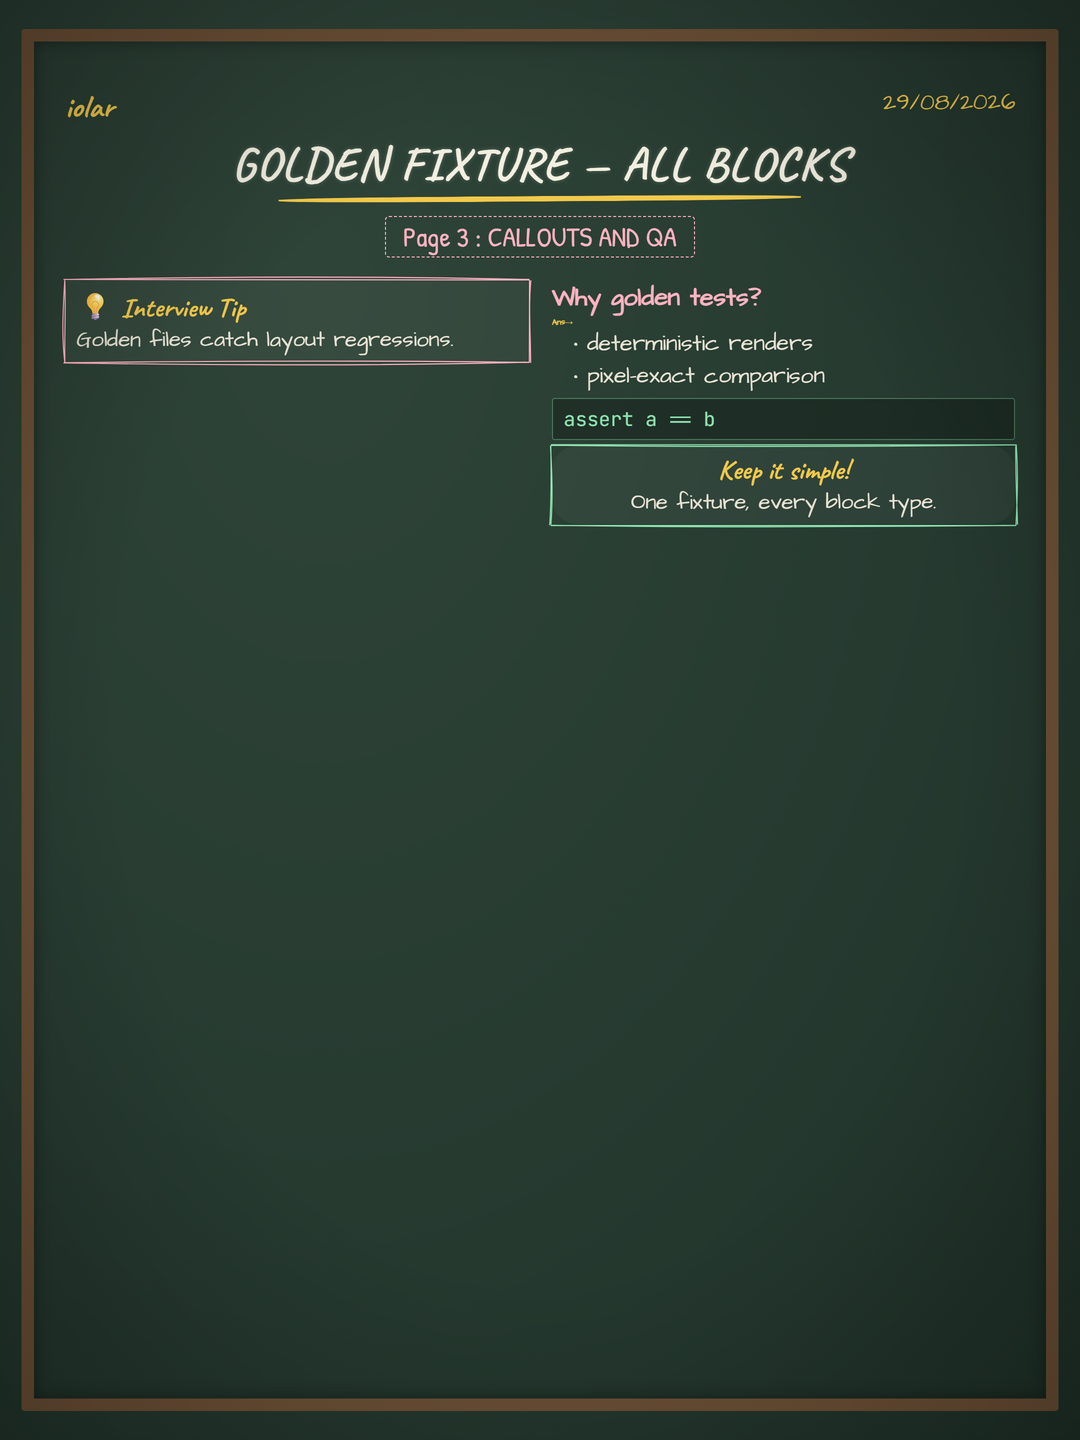 iolar
29/08/2026
GOLDEN FIXTURE – ALL BLOCKS
Page 3 : CALLOUTS AND QA
💡 Interview Tip
Golden files catch layout regressions.
Why golden tests?
Ans→
• deterministic renders
• pixel-exact comparison
assert a == b
Keep it simple!
One fixture, every block type.